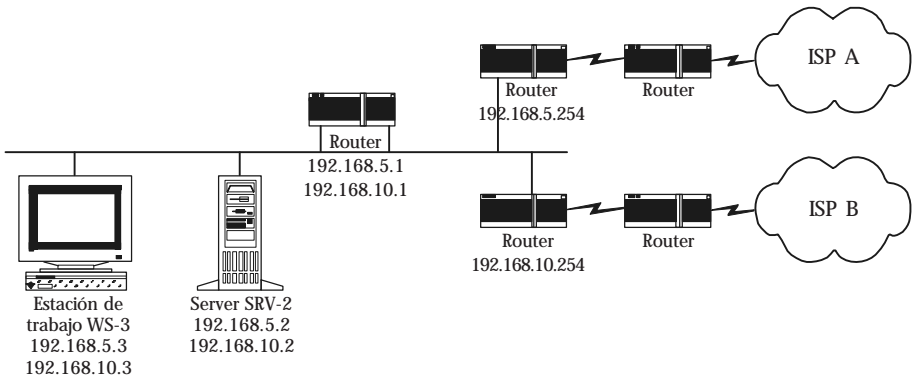 ISP A
Router
192.168.5.254
Router
Router
192.168.5.1
192.168.10.1
ISP B
Router
192.168.10.254
Router
Estación de
trabajo WS-3
192.168.5.3
192.168.10.3
Server SRV-2
192.168.5.2
192.168.10.2